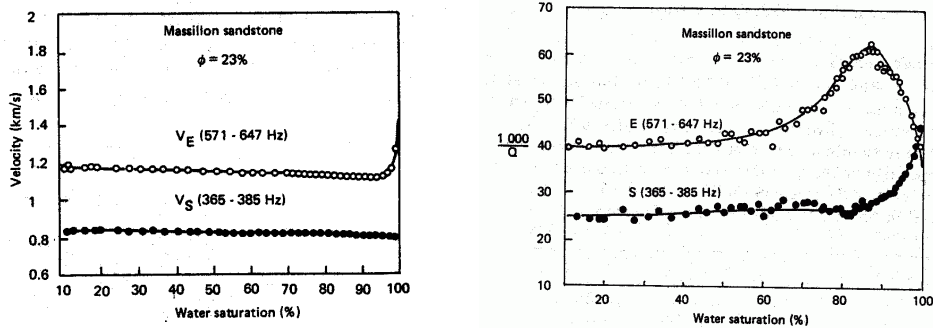 2
1.8
1.6
1.4
1.2
1.0
0.8
0.6
Velocity (km/s)
Massillon sandstone
ϕ = 23%
V_E (571 - 647 Hz)
V_S (365 - 385 Hz)
10 20 30 40 50 60 70 80 90 100
Water saturation (%)
70
60
50
40
30
20
10
1 000
Q
Massillon sandstone
ϕ = 23%
E (571 - 647 Hz)
S (365 - 385 Hz)
20 40 60 80 100
Water saturation (%)